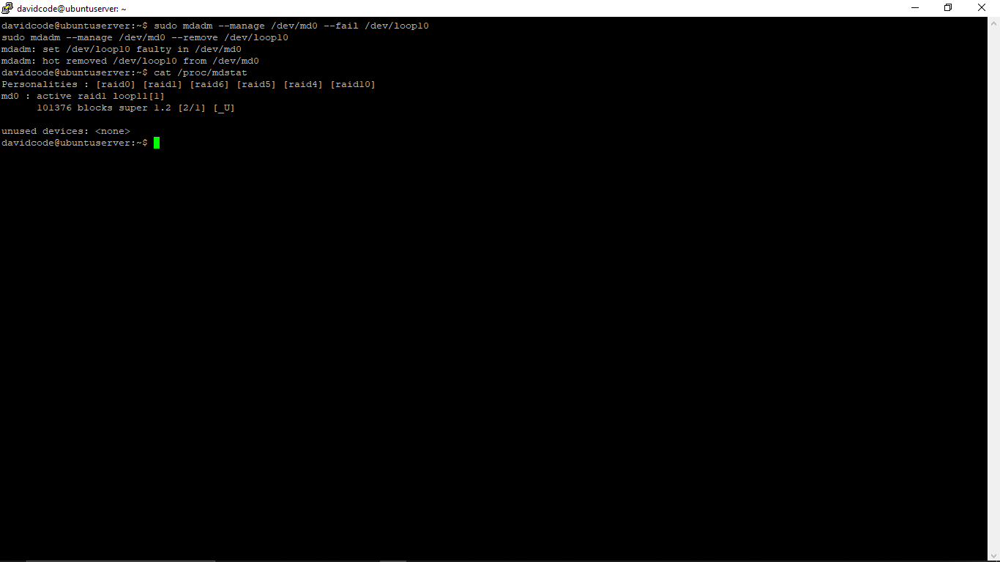 davidcode@ubuntuserver: ~
davidcode@ubuntuserver:~$ sudo mdadm --manage /dev/md0 --fail /dev/loop10
sudo mdadm --manage /dev/md0 --remove /dev/loop10
mdadm: set /dev/loop10 faulty in /dev/md0
mdadm: hot removed /dev/loop10 from /dev/md0
davidcode@ubuntuserver:~$ cat /proc/mdstat
Personalities : [raid0] [raid1] [raid6] [raid5] [raid4] [raid10]
md0 : active raid1 loop11[1]
      101376 blocks super 1.2 [2/1] [_U]

unused devices: <none>
davidcode@ubuntuserver:~$